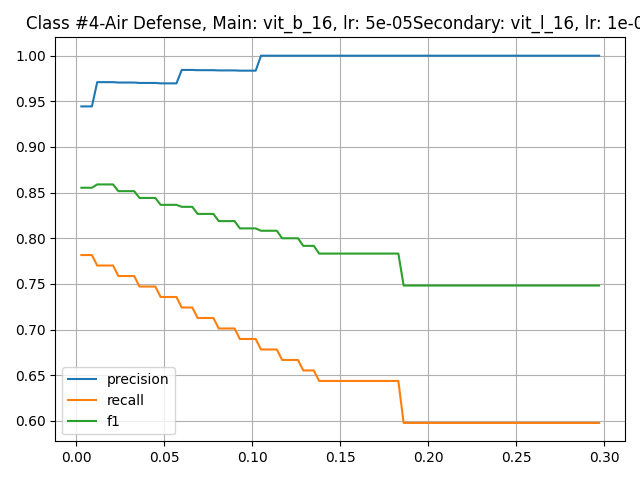 Class #4-Air Defense, Main: vit_b_16, lr: 5e-05Secondary: vit_l_16, lr: 1e-0
1.00
0.95
0.90
0.85
0.80
0.75
0.70
0.65
0.60
precision
recall
f1
0.00 0.05 0.10 0.15 0.20 0.25 0.30